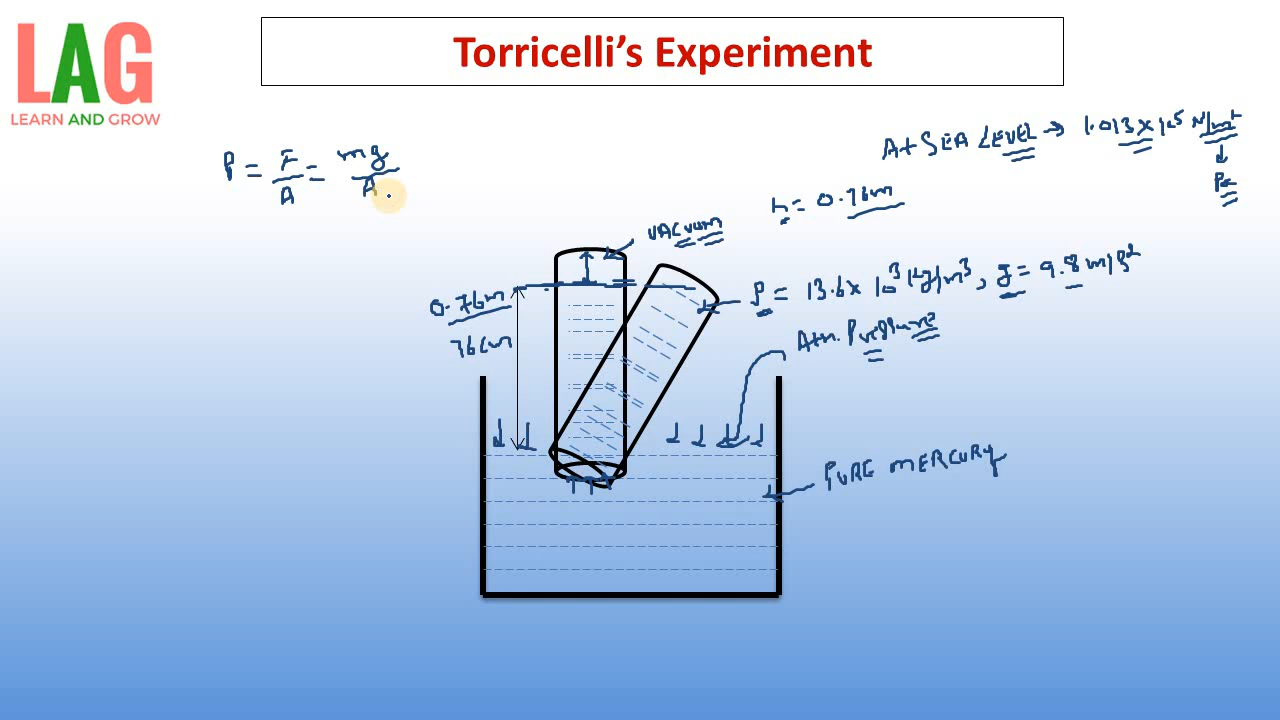 LAG
LEARN AND GROW
Torricelli's Experiment
P = F/A = mg/A
At SEA LEVEL → 1.013 × 10⁵ N/m²
↓
Pa
h = 0.76m
VACUUM
0.76m
76cm
ρ = 13.6 × 10³ kg/m³, g = 9.8 m/s²
Atm. Pressure
PURE MERCURY